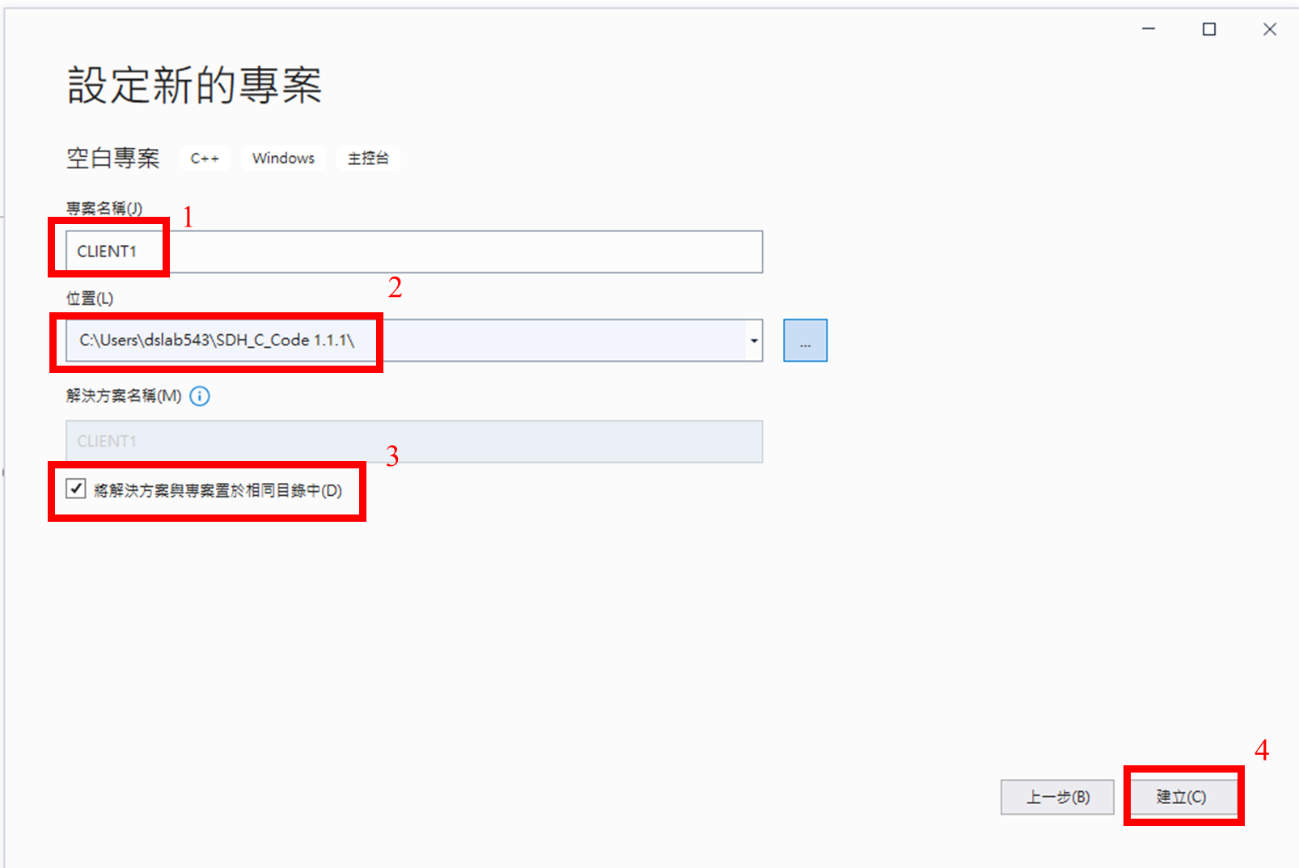 設定新的專案
空白專案 C++ Windows 主控台
專案名稱(J) 1
CLIENT1
2
位置(L)
C:\Users\dslab543\SDH_C_Code 1.1.1\ ...
解決方案名稱(M)
CLIENT1
3
將解決方案與專案置於相同目錄中(D)
4
上一步(B) 建立(C)